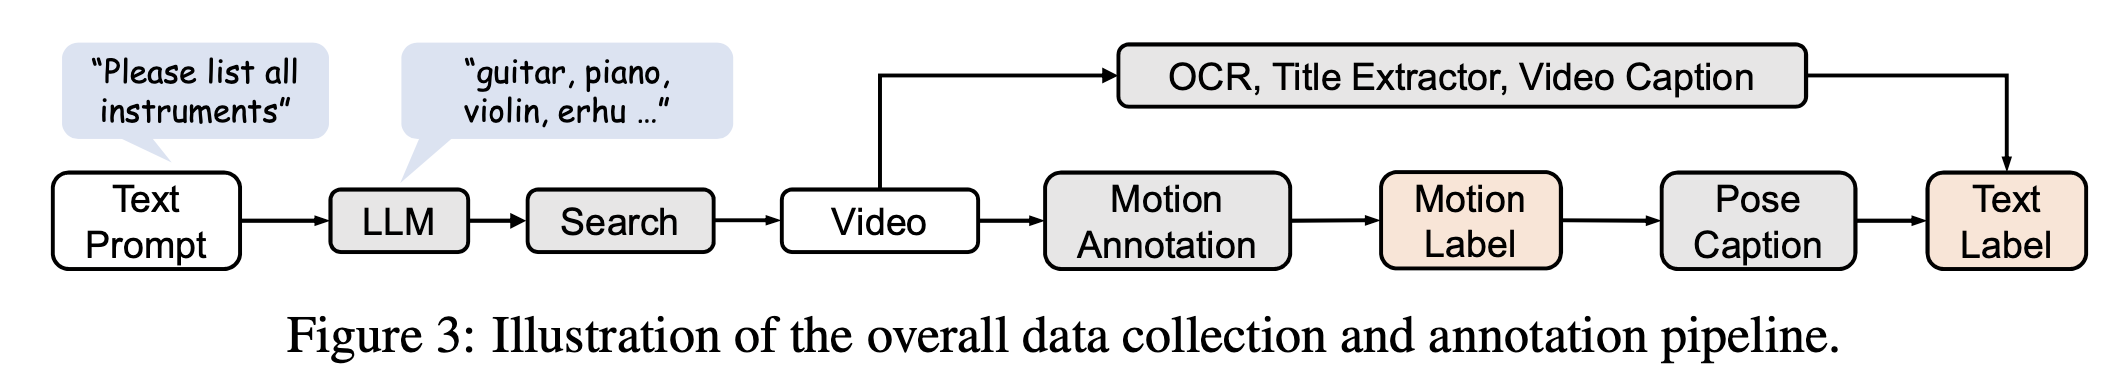 “Please list all
instruments”
“guitar, piano,
violin, erhu ...”
OCR, Title Extractor, Video Caption
Text
Prompt
LLM
Search
Video
Motion
Annotation
Motion
Label
Pose
Caption
Text
Label
Figure 3: Illustration of the overall data collection and annotation pipeline.